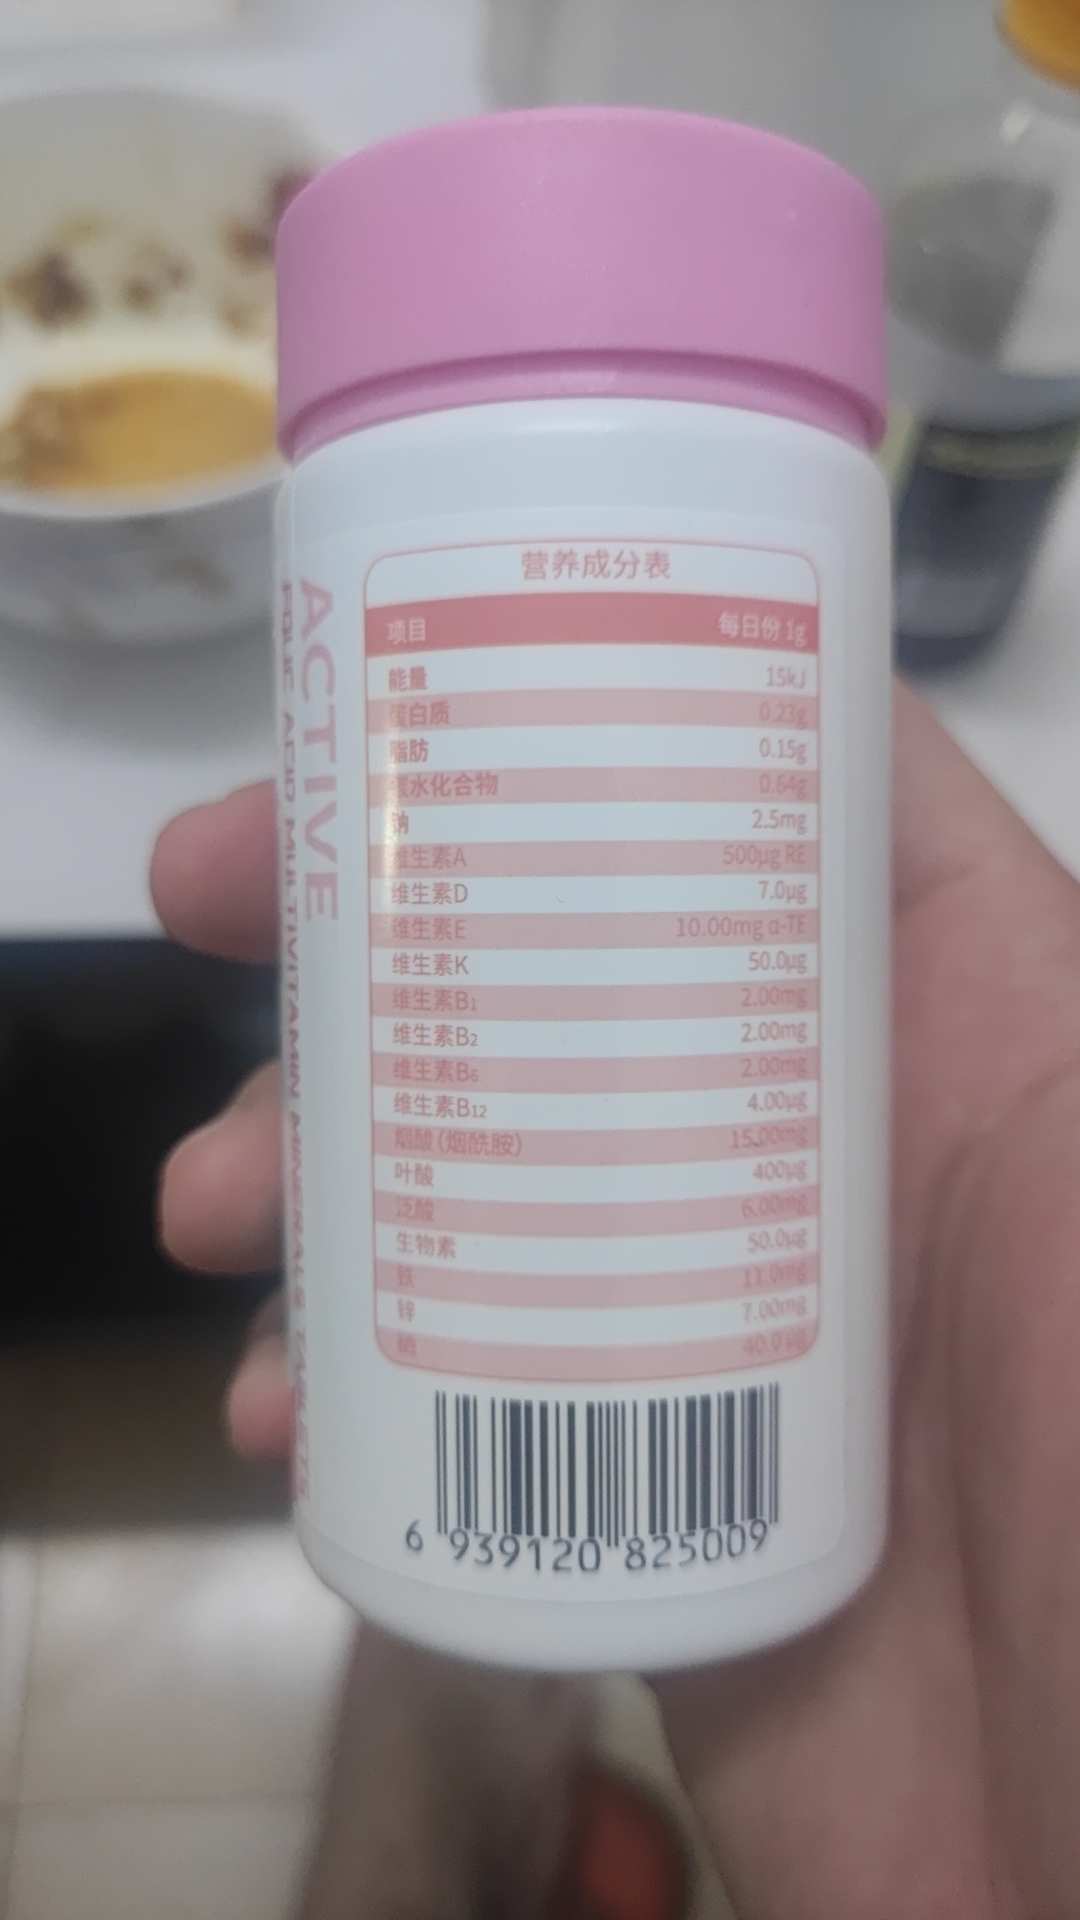 营养成分表
项目 每日份 1g
能量 15kJ
蛋白质 0.23g
脂肪 0.15g
碳水化合物 0.64g
钠 2.5mg
维生素A 500μg RE
维生素D 7.0μg
维生素E 10.00mg α-TE
维生素K 50.0μg
维生素B₁ 2.00mg
维生素B₂ 2.00mg
维生素B₆ 2.00mg
维生素B₁₂ 4.00μg
烟酸(烟酰胺) 15.00mg
叶酸 400μg
泛酸 6.00mg
生物素 50.0μg
铁 11.0mg
锌 7.00mg
硒 40.0μg
6 939120 825009
ACTIVE
ACID MULTIVITAMIN MINERALS TABLETS